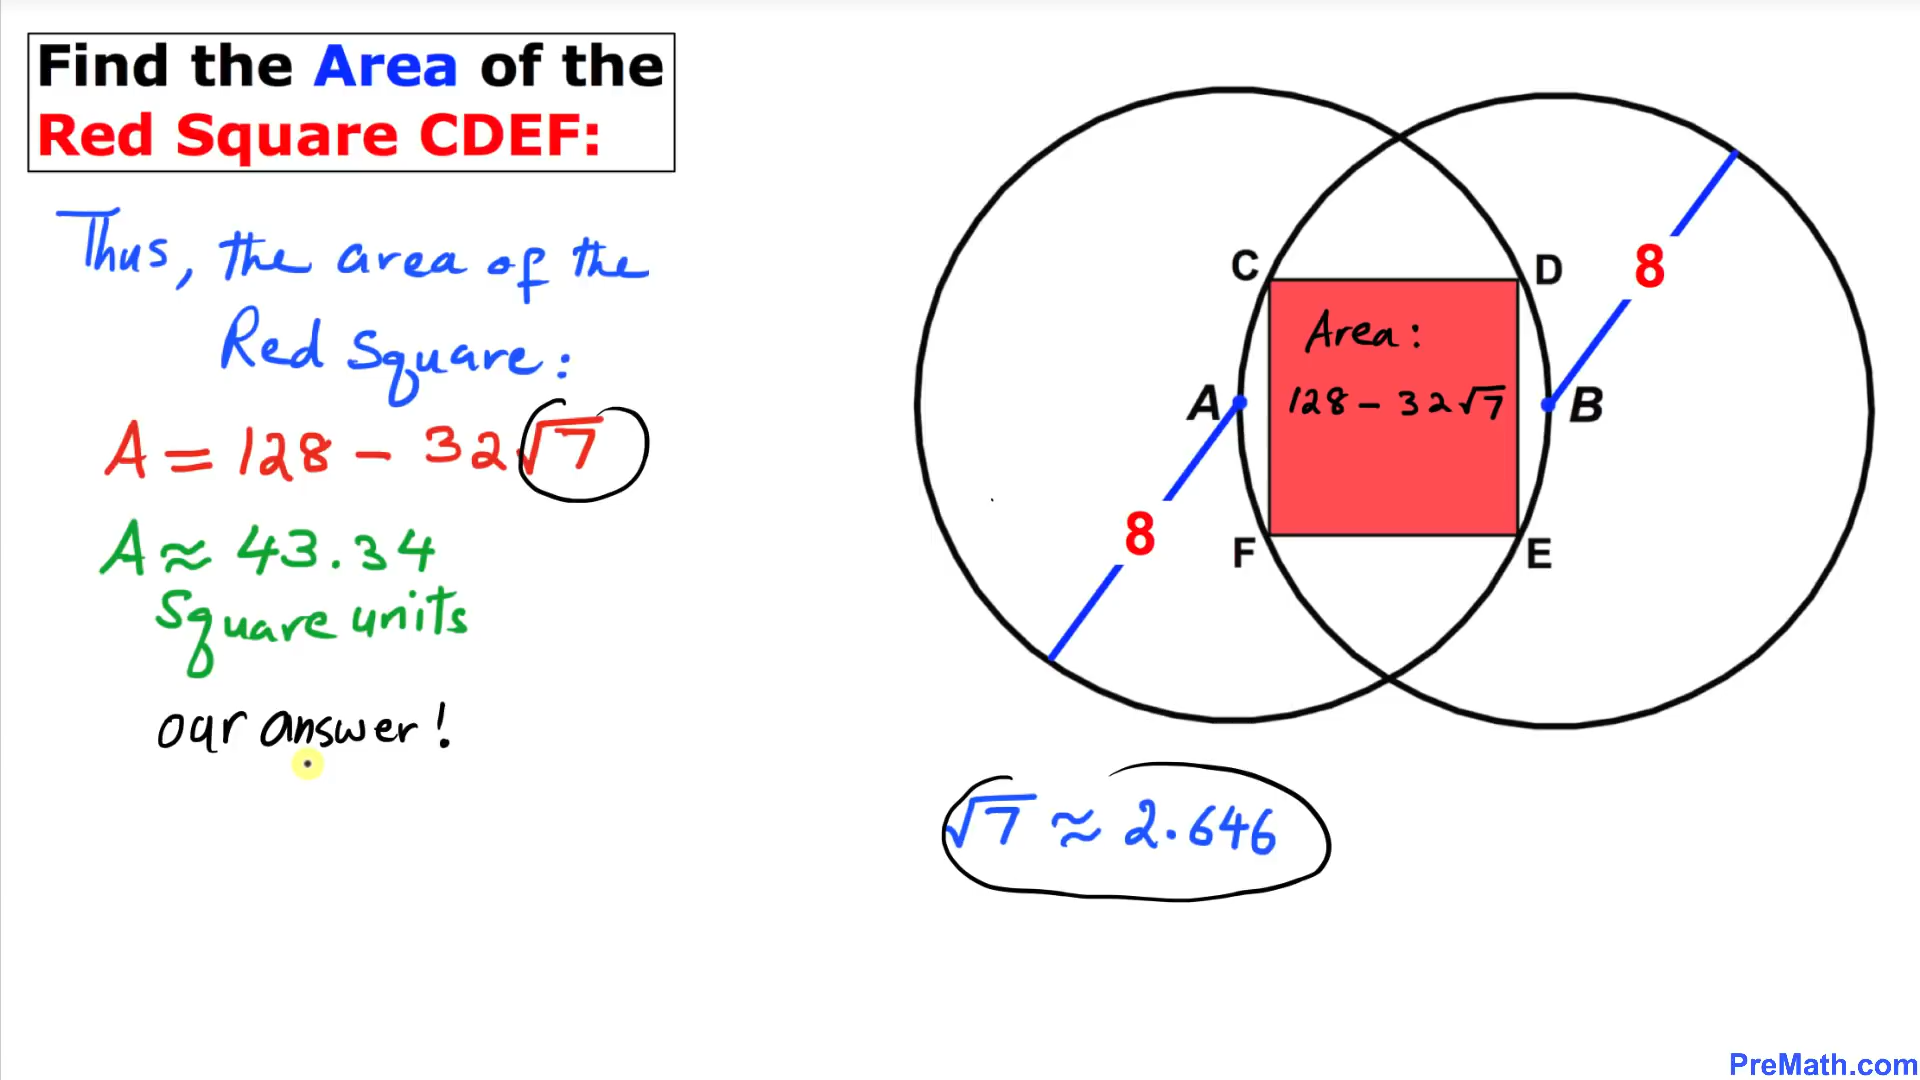 Find the Area of the
Red Square CDEF:
Thus, the area of the
Red Square:
A = 128 - 32√7
A ≈ 43.34
Square units
our answer!
C
D
8
Area:
128 - 32√7
A
B
8
F
E
√7 ≈ 2.646
PreMath.com